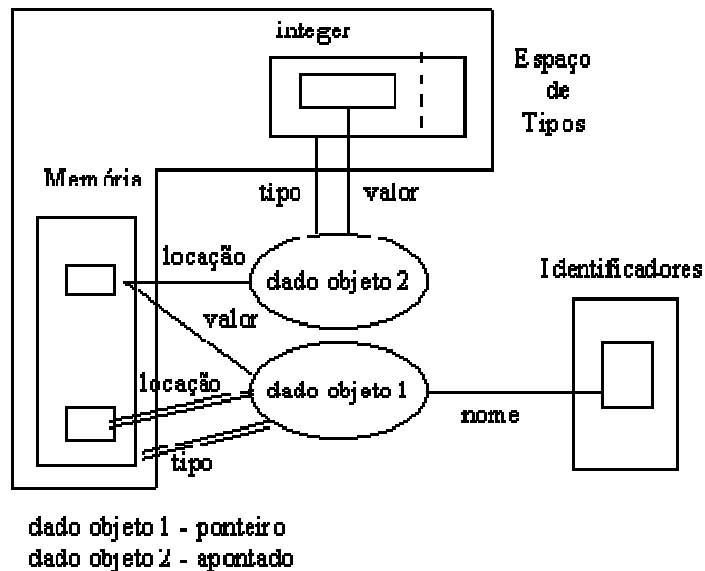 integer
Espaço
de
Tipos
Memória
tipo
valor
locação
dado objeto 2
Identificadores
valor
locação
dado objeto 1
nome
tipo
dado objeto 1 - ponteiro
dado objeto 2 - apontado